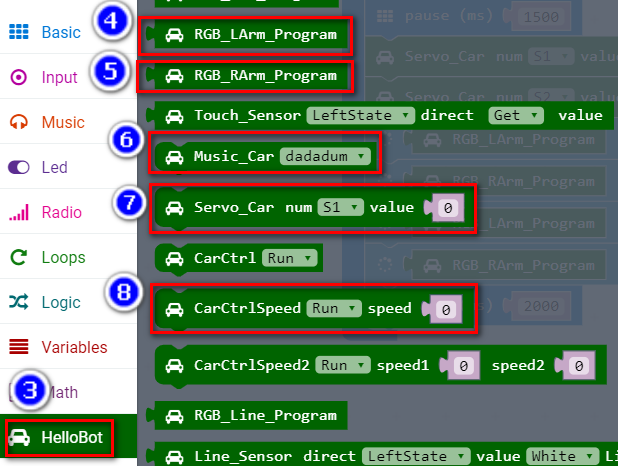 4 Basic
5 Input
Music
6 Led
7 Radio
Loops
8 Logic
Variables
3 Math
HelloBot
RGB_LArm_Program
RGB_RArm_Program
Touch_Sensor LeftState ▾ direct Get ▾ value
Music_Car dadadum ▾
Servo_Car num S1 ▾ value 0
CarCtrl Run ▾
CarCtrlSpeed Run ▾ speed 0
CarCtrlSpeed2 Run ▾ speed1 0 speed2 0
RGB_Line_Program
Line_Sensor direct LeftState ▾ value White ▾ Li
pause (ms) 1500
Servo_Car num S1 ▾ value
Servo_Car num S2 ▾ value
RGB_LArm_Program
RGB_RArm_Program
RGB_LArm_Program
RGB_RArm_Program
s) 2000